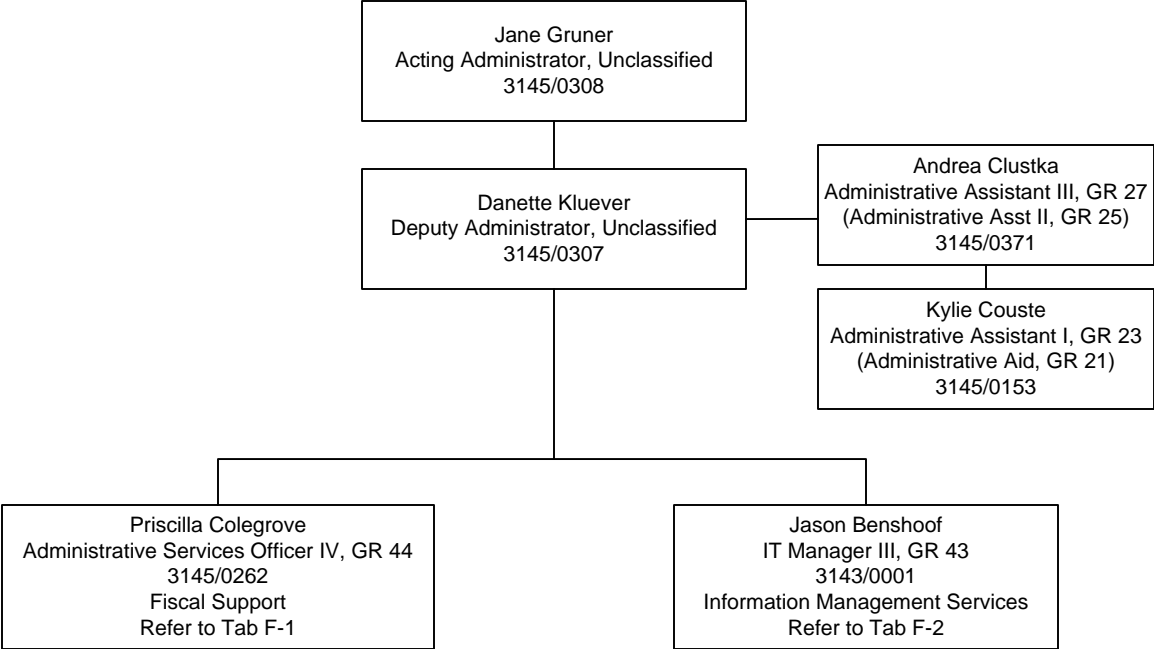 Jane Gruner
Acting Administrator, Unclassified
3145/0308
Danette Kluever
Deputy Administrator, Unclassified
3145/0307
Andrea Clustka
Administrative Assistant III, GR 27
(Administrative Asst II, GR 25)
3145/0371
Kylie Couste
Administrative Assistant I, GR 23
(Administrative Aid, GR 21)
3145/0153
Priscilla Colegrove
Administrative Services Officer IV, GR 44
3145/0262
Fiscal Support
Refer to Tab F-1
Jason Benshoof
IT Manager III, GR 43
3143/0001
Information Management Services
Refer to Tab F-2